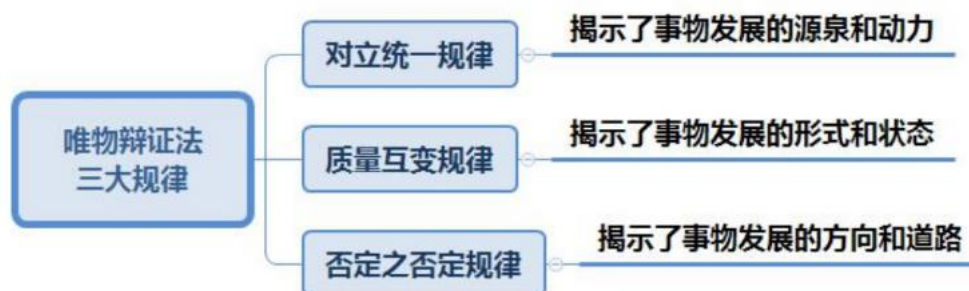 唯物辩证法
三大规律
对立统一规律
揭示了事物发展的源泉和动力
质量互变规律
揭示了事物发展的形式和状态
否定之否定规律
揭示了事物发展的方向和道路